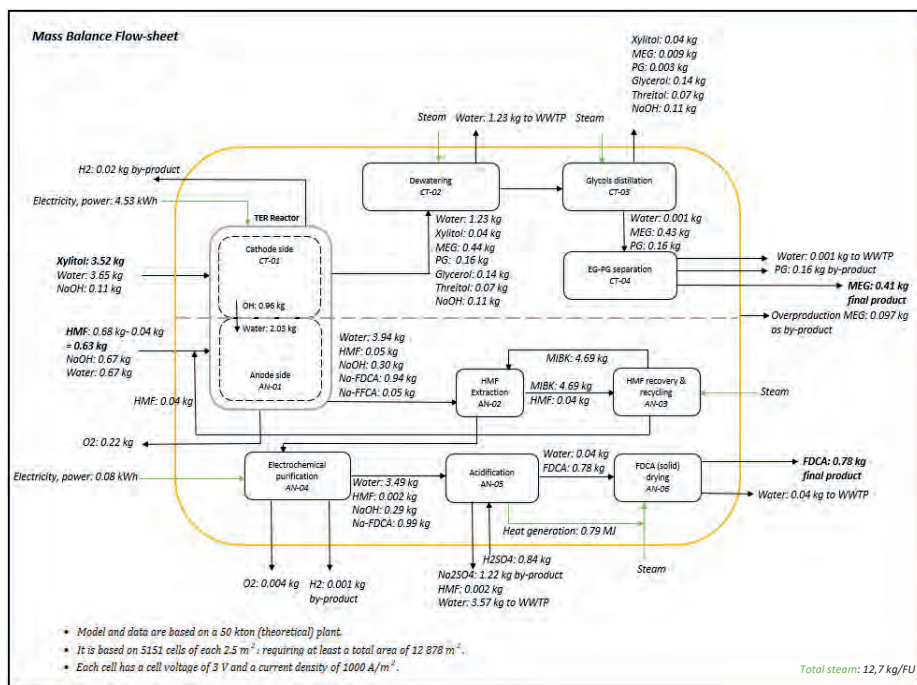 Mass Balance Flow-sheet
Xylitol: 0.04 kg
MEG: 0.009 kg
PG: 0.003 kg
Glycerol: 0.14 kg
Threitol: 0.07 kg
NaOH: 0.11 kg
Steam
Water: 1.23 kg to WWTP
Steam
H2: 0.02 kg by-product
Dewatering
CT-02
Glycols distillation
CT-03
Electricity, power: 4.53 kWh
TER Reactor
Cathode side
CT-01
Water: 1.23 kg
Xylitol: 0.04 kg
MEG: 0.44 kg
PG: 0.16 kg
Glycerol: 0.14 kg
Threitol: 0.07 kg
NaOH: 0.11 kg
Water: 0.001 kg
MEG: 0.43 kg
PG: 0.16 kg
Xylitol: 3.52 kg
Water: 3.65 kg
NaOH: 0.11 kg
EG-PG separation
CT-04
Water: 0.001 kg to WWTP
PG: 0.16 kg by-product
MEG: 0.41 kg
final product
OH: 0.96 kg
Water: 2.03 kg
Overproduction MEG: 0.097 kg
as by-product
HMF: 0.68 kg- 0.04 kg
= 0.63 kg
NaOH: 0.67 kg
Water: 0.67 kg
Anode side
AN-01
Water: 3.94 kg
HMF: 0.05 kg
NaOH: 0.30 kg
Na-FDCA: 0.94 kg
Na-FFCA: 0.05 kg
MIBK: 4.69 kg
HMF
Extraction
AN-02
MIBK: 4.69 kg
HMF: 0.04 kg
HMF recovery &
recycling
AN-03
Steam
HMF: 0.04 kg
O2: 0.22 kg
Electrochemical
purification
AN-04
Electricity, power: 0.08 kWh
Water: 3.49 kg
HMF: 0.002 kg
NaOH: 0.29 kg
Na-FDCA: 0.99 kg
Acidification
AN-05
Water: 0.04 kg
FDCA: 0.78 kg
FDCA (solid)
drying
AN-06
FDCA: 0.78 kg
final product
Water: 0.04 kg to WWTP
Heat generation: 0.79 MJ
Steam
O2: 0.004 kg
H2: 0.001 kg
by-product
H2SO4: 0.84 kg
Na2SO4: 1.22 kg by-product
HMF: 0.002 kg
Water: 3.57 kg to WWTP
• Model and data are based on a 50 kton (theoretical) plant.
• It is based on 5151 cells of each 2.5 m²: requiring at least a total area of 12 878 m².
• Each cell has a cell voltage of 3 V and a current density of 1000 A/m².
Total steam: 12,7 kg/FU